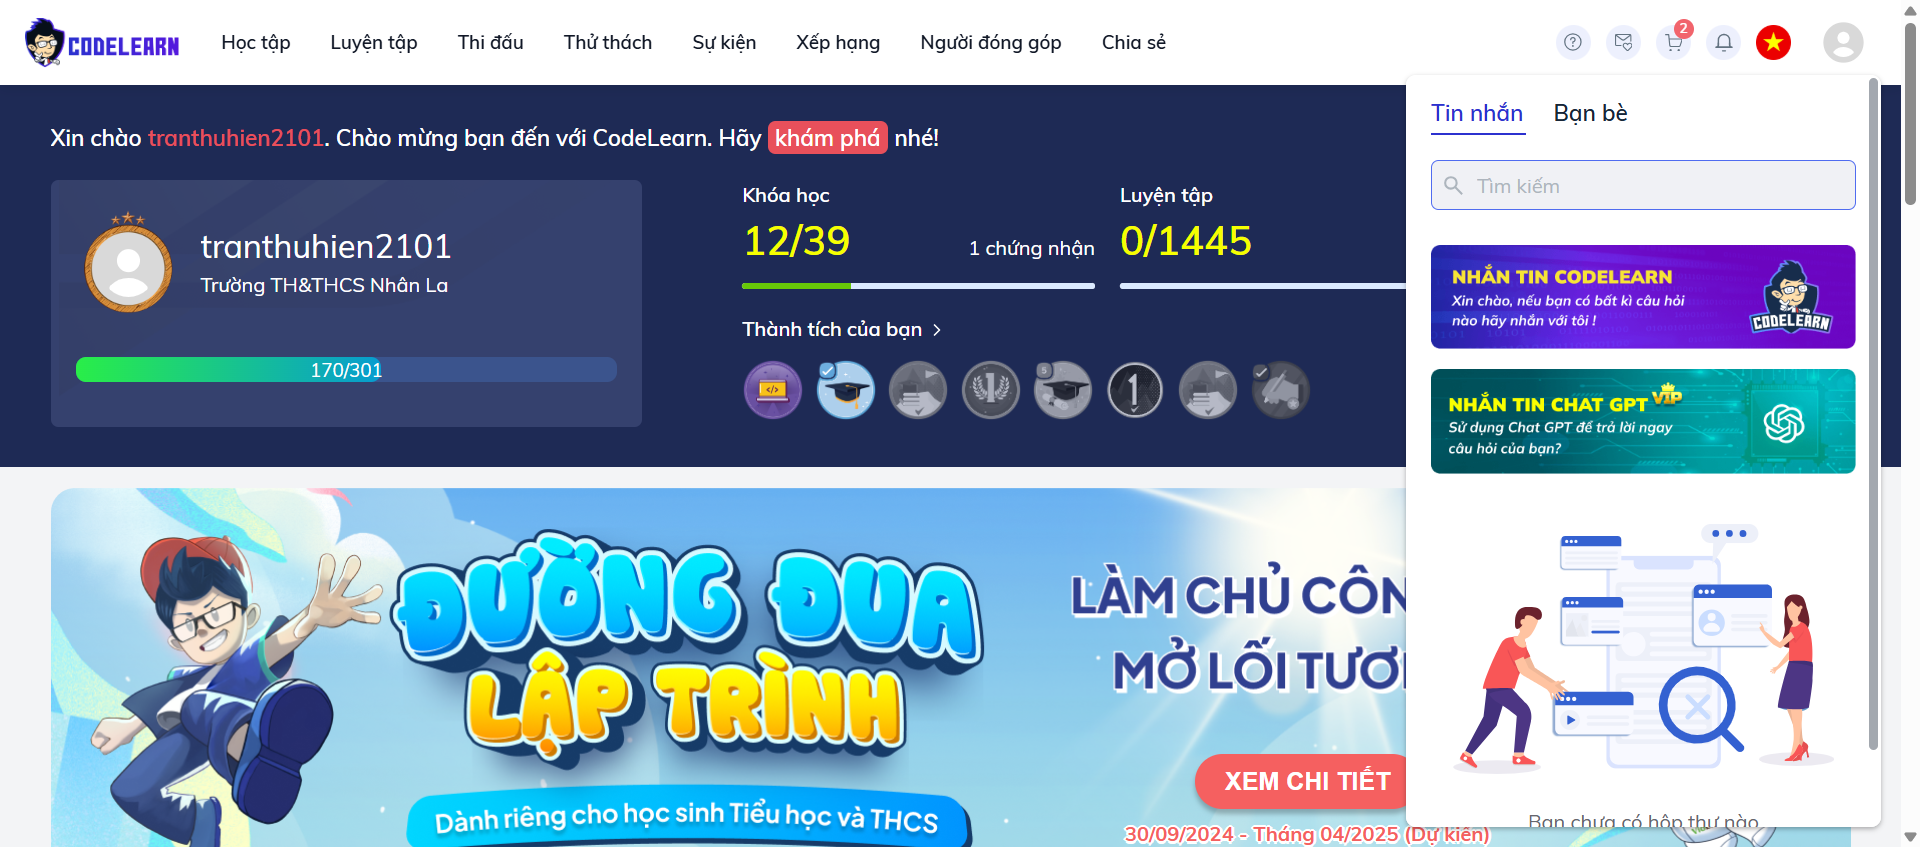 CODELEARN
Học tập
Luyện tập
Thi đấu
Thử thách
Sự kiện
Xếp hạng
Người đóng góp
Chia sẻ
2
Xin chào tranthuhien2101. Chào mừng bạn đến với CodeLearn. Hãy khám phá nhé!
tranthuhien2101
Trường TH&THCS Nhân La
170/301
Khóa học
12/39
1 chứng nhận
Luyện tập
0/1445
Thành tích của bạn
Tin nhắn
Bạn bè
Tìm kiếm
NHẮN TIN CODELEARN
Xin chào, nếu bạn có bất kì câu hỏi
nào hãy nhắn với tôi !
CODELEARN
NHẮN TIN CHAT GPT VIP
Sử dụng Chat GPT để trả lời ngay
câu hỏi của bạn?
Bạn chưa có hộp thư nào
ĐƯỜNG ĐUA
LẬP TRÌNH
Dành riêng cho học sinh Tiểu học và THCS
LÀM CHỦ CÔN
MỞ LỐI TƯƠ
XEM CHI TIẾT
30/09/2024 - Tháng 04/2025 (Dự kiến)